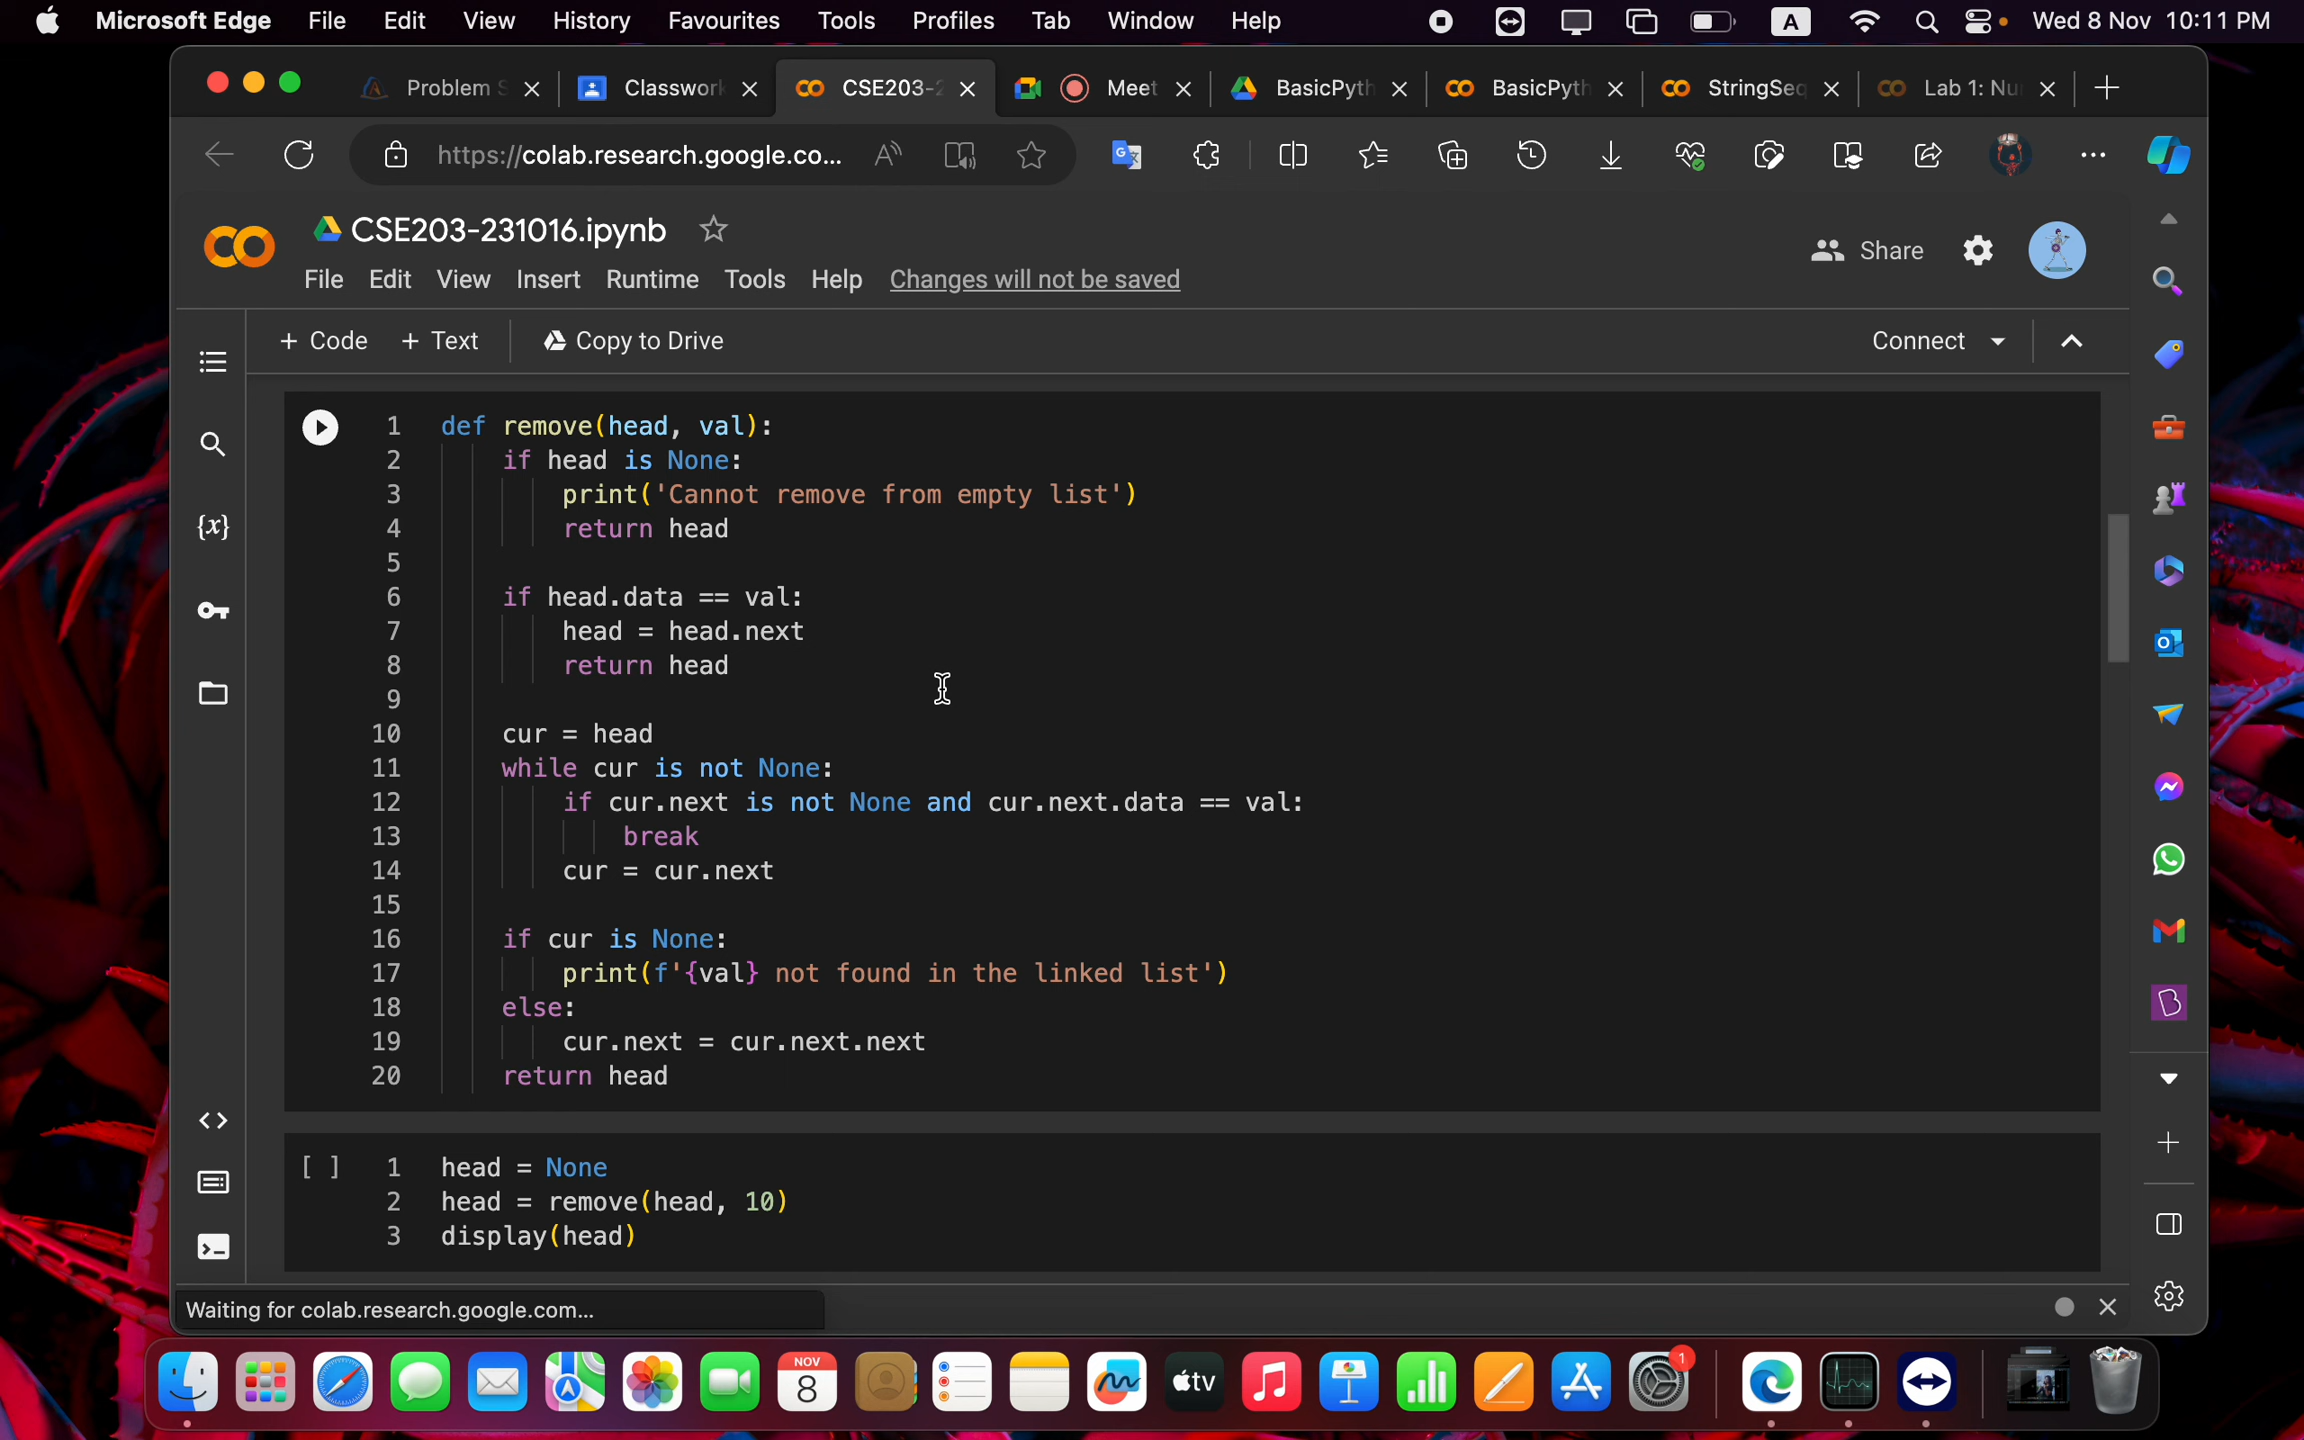 Microsoft Edge File Edit View History Favourites Tools Profiles Tab Window Help A Wed 8 Nov 10:11 PM
Problem S Classwork CSE203-2 Meet BasicPyth BasicPyth StringSeq Lab 1: Nu
https://colab.research.google.co...
CSE203-231016.ipynb
Share
File Edit View Insert Runtime Tools Help Changes will not be saved
+ Code + Text Copy to Drive Connect
1 def remove(head, val):
2 if head is None:
3 print('Cannot remove from empty list')
4 return head
5
6 if head.data == val:
7 head = head.next
8 return head
9
10 cur = head
11 while cur is not None:
12 if cur.next is not None and cur.next.data == val:
13 break
14 cur = cur.next
15
16 if cur is None:
17 print(f'{val} not found in the linked list')
18 else:
19 cur.next = cur.next.next
20 return head
[ ] 1 head = None
2 head = remove(head, 10)
3 display(head)
Waiting for colab.research.google.com...
NOV
8
tv
1